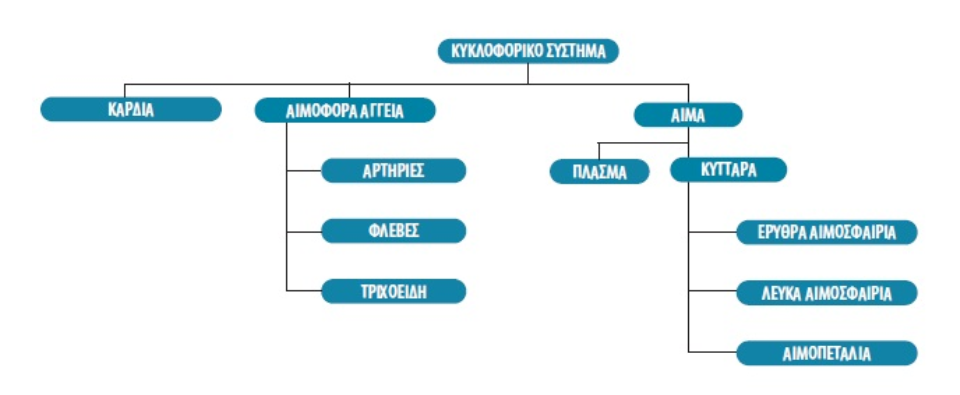 ΚΥΚΛΟΦΟΡΙΚΟ ΣΥΣΤΗΜΑ
ΚΑΡΔΙΑ
ΑΙΜΟΦΟΡΑ ΑΓΓΕΙΑ
ΑΙΜΑ
ΑΡΤΗΡΙΕΣ
ΠΛΑΣΜΑ
ΚΥΤΤΑΡΑ
ΦΛΕΒΕΣ
ΕΡΥΘΡΑ ΑΙΜΟΣΦΑΙΡΙΑ
ΤΡΙΧΟΕΙΔΗ
ΛΕΥΚΑ ΑΙΜΟΣΦΑΙΡΙΑ
ΑΙΜΟΠΕΤΑΛΙΑ